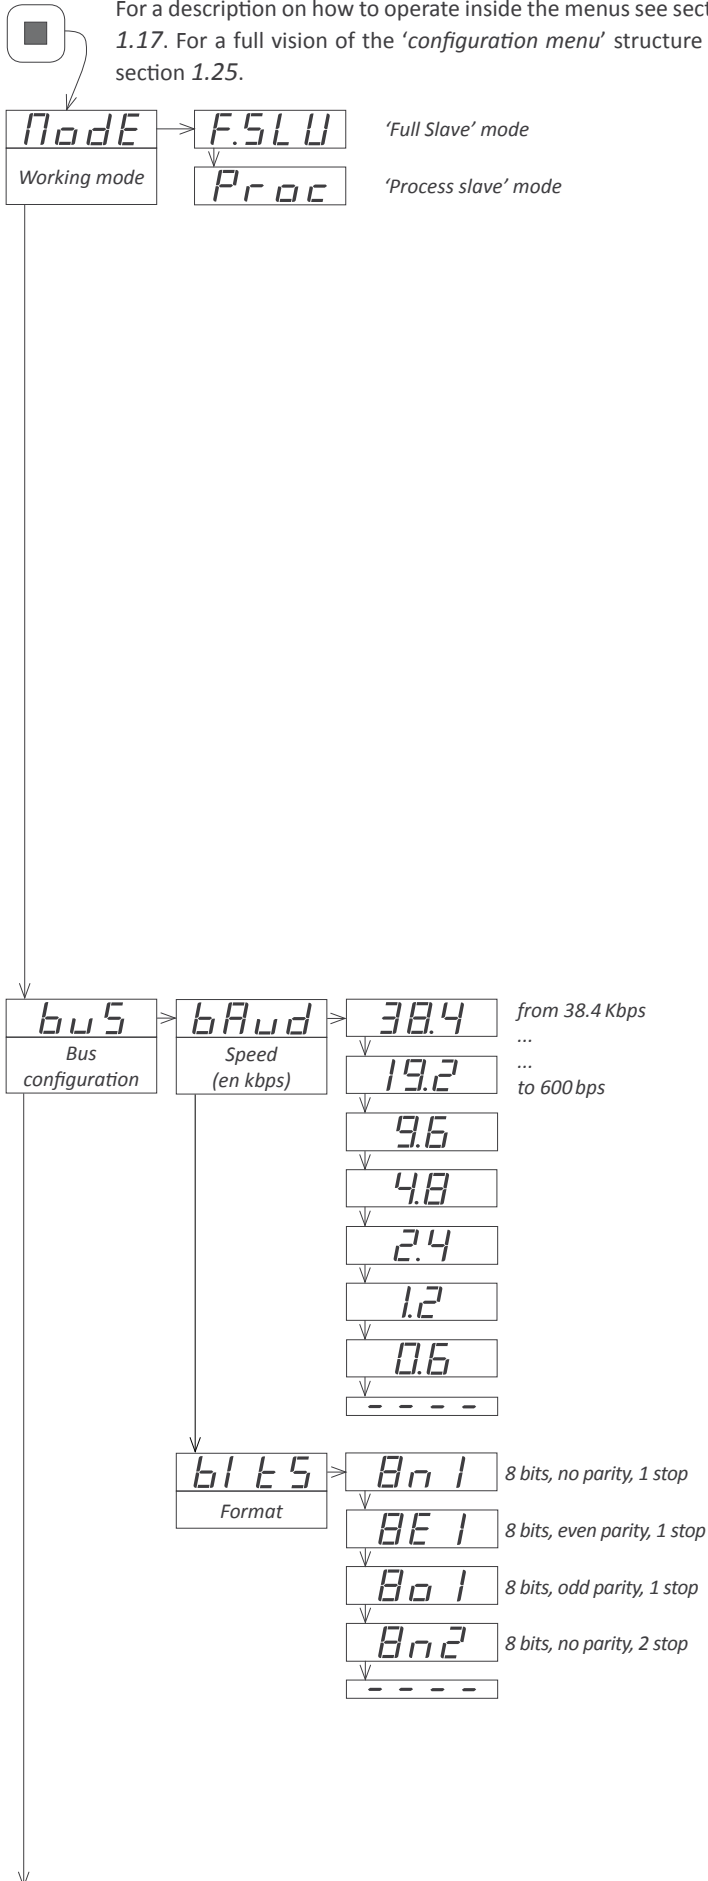 For a description on how to operate inside the menus see
1.17. For a full vision of the ‘configuration menu’ structure
section 1.25.
ModE F.SLV ‘Full Slave’ mode
Working mode
Proc ‘Process slave’ mode
buS bAud 38.4 from 38.4 Kbps
...
Bus Speed
configuration (en kbps)
19.2 ...
to 600 bps
9.6
4.8
2.4
1.2
0.6
- - - -
bItS 8n1 8 bits, no parity, 1 stop
Format
8E1 8 bits, even parity, 1 stop
8o1 8 bits, odd parity, 1 stop
8n2 8 bits, no parity, 2 stop
- - - -